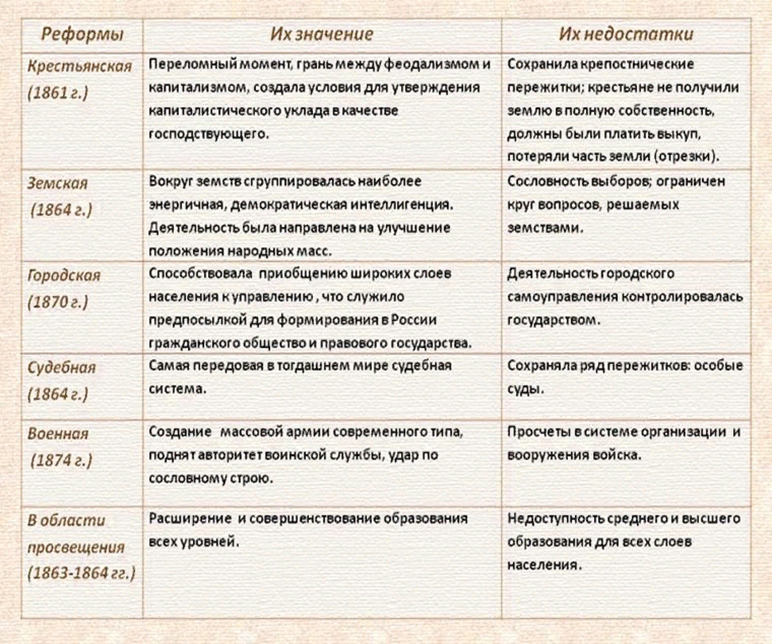 Реформы
Их значение
Их недостатки
Крестьянская
(1861 г.)
Переломный момент, грань между феодализмом и
капитализмом, создала условия для утверждения
капиталистического уклада в качестве
господствующего.
Сохранила крепостнические
пережитки; крестьяне не получили
землю в полную собственность,
должны были платить выкуп,
потеряли часть земли (отрезки).
Земская
(1864 г.)
Вокруг земств сгруппировалась наиболее
энергичная, демократическая интеллигенция.
Деятельность была направлена на улучшение
положения народных масс.
Сословность выборов; ограничен
круг вопросов, решаемых
земствами.
Городская
(1870 г.)
Способствовала приобщению широких слоев
населения к управлению , что служило
предпосылкой для формирования в России
гражданского общество и правового государства.
Деятельность городского
самоуправления контролировалась
государством.
Судебная
(1864 г.)
Самая передовая в тогдашнем мире судебная
система.
Сохраняла ряд пережитков: особые
суды.
Военная
(1874 г.)
Создание массовой армии современного типа,
поднят авторитет воинской службы, удар по
сословному строю.
Просчеты в системе организации и
вооружения войска.
В области
просвещения
(1863-1864 гг.)
Расширение и совершенствование образования
всех уровней.
Недоступность среднего и высшего
образования для всех слоев
населения.